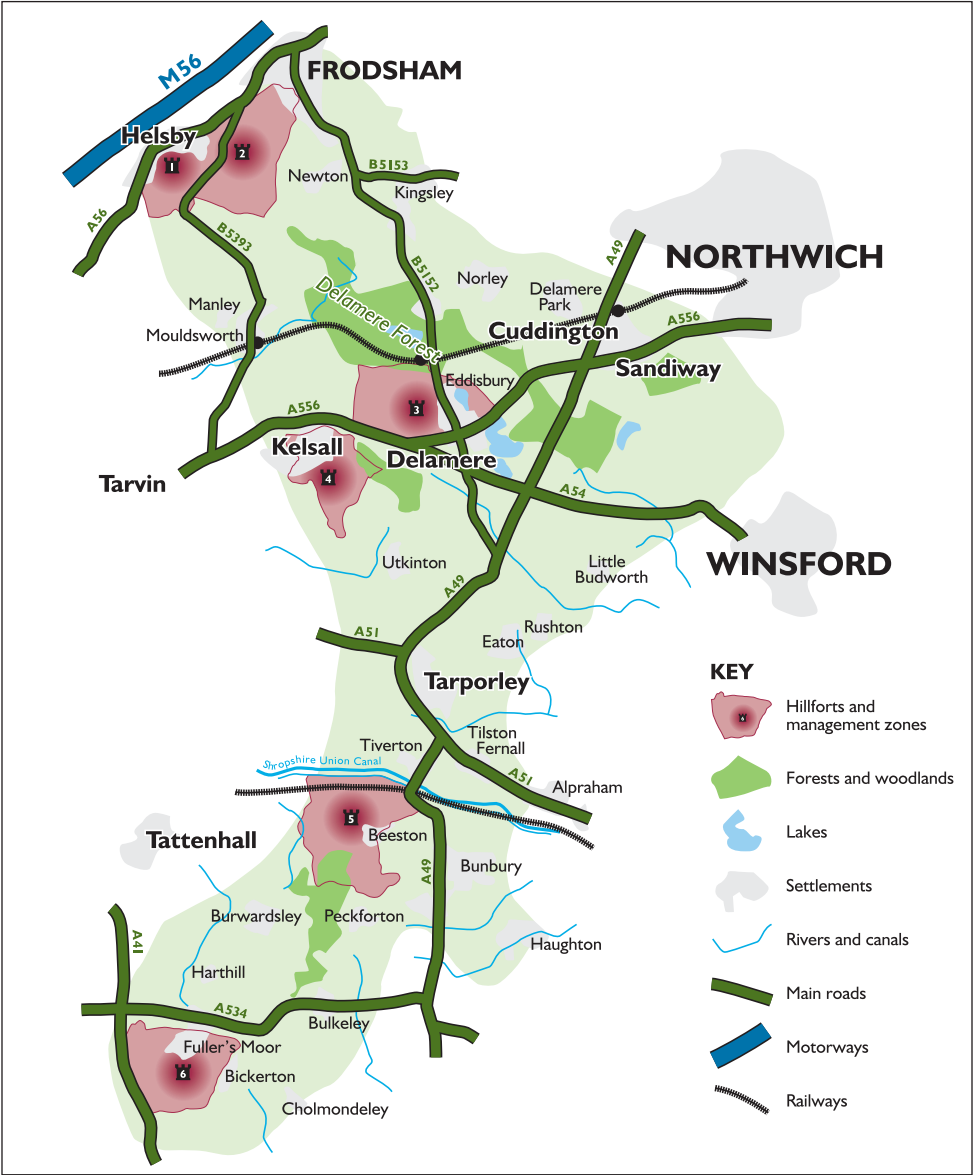 M56
FRODSHAM
Helsby
1
2
B5153
Newton
Kingsley
A56
B5393
A49
NORTHWICH
B5152
Norley
Delamere
Park
Delamere Forest
Manley
Mouldsworth
Cuddington
A556
Sandiway
Eddisbury
3
A556
Kelsall
Delamere
4
Tarvin
A54
Utkinton
Little
Budworth
WINSFORD
A49
A51
Rushton
Eaton
Tarporley
Tiverton
Tilston
Fernall
Shropshire Union Canal
A51
Alpraham
5
Beeston
Tattenhall
A49
Bunbury
Burwardsley
Peckforton
Haughton
A41
Harthill
A534
Bulkeley
Fuller's Moor
6
Bickerton
Cholmondeley
KEY
6
Hillforts and
management zones
Forests and woodlands
Lakes
Settlements
Rivers and canals
Main roads
Motorways
Railways